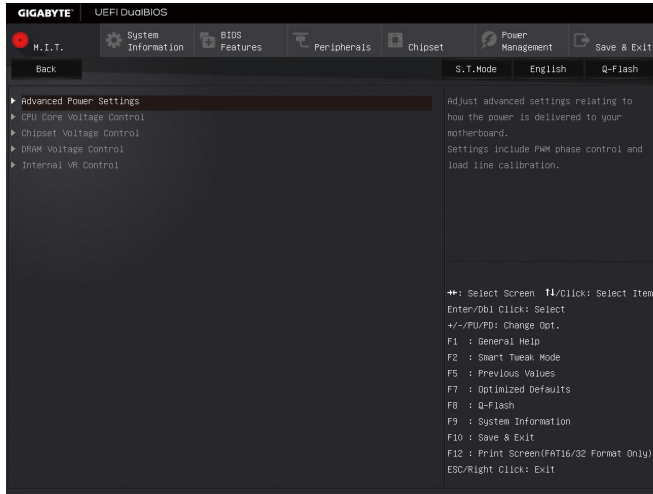 GIGABYTE™ UEFI DualBIOS
M.I.T. System Information BIOS Features Peripherals Chipset Power Management Save & Exit
Back S.T.Mode English Q-Flash
Advanced Power Settings
CPU Core Voltage Control
Chipset Voltage Control
DRAM Voltage Control
Internal VR Control
Adjust advanced settings relating to
how the power is delivered to your
motherboard.
Settings include PWM phase control and
load line calibration.
→←: Select Screen ↑↓/Click: Select Item
Enter/Dbl Click: Select
+/-/PU/PD: Change Opt.
F1 : General Help
F2 : Smart Tweak Mode
F5 : Previous Values
F7 : Optimized Defaults
F8 : Q-Flash
F9 : System Information
F10 : Save & Exit
F12 : Print Screen(FAT16/32 Format Only)
ESC/Right Click: Exit